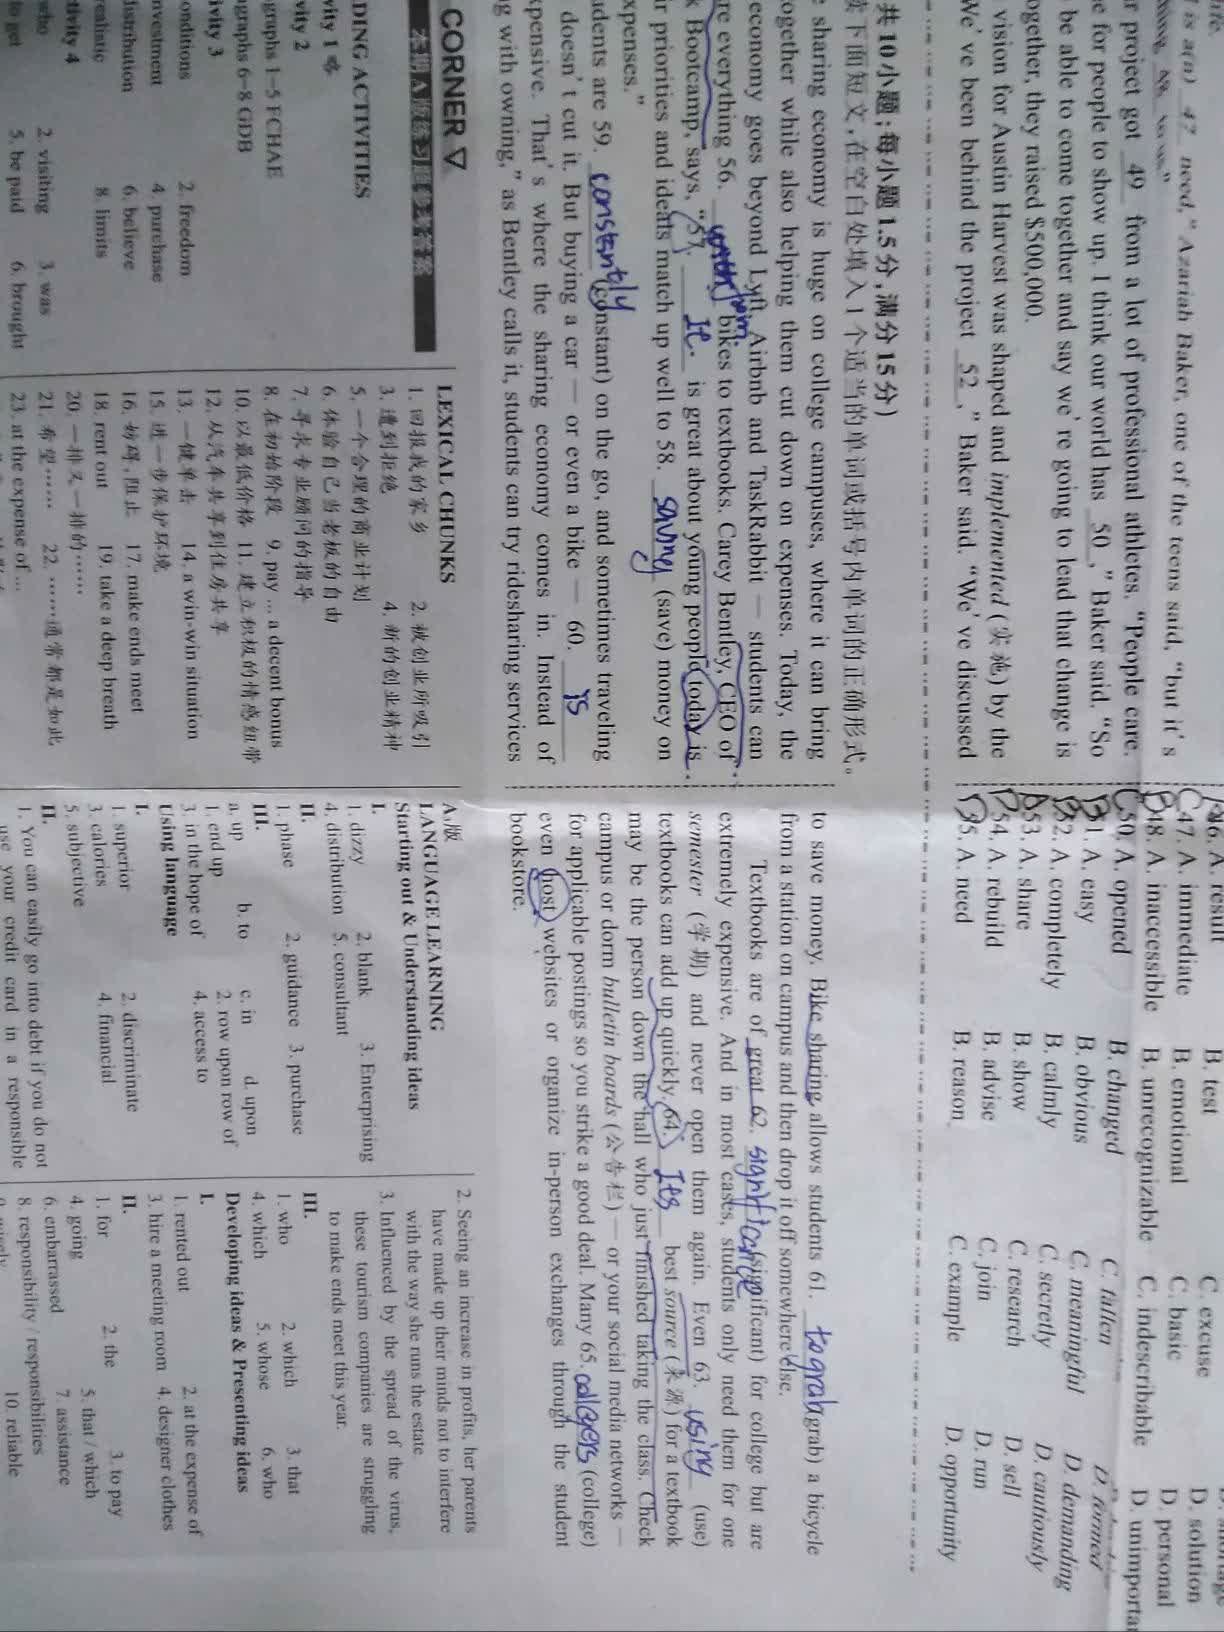 l is a(n) 47 need," Azariah Baker, one of the teens said, "but it's
r project got 49 from a lot of professional athletes. "People care.
e for people to show up. I think our world has 50 ," Baker said. "So
be able to come together and say we're going to lead that change is
ogether, they raised $500,000.
vision for Austin Harvest was shaped and implemented (实施) by the
We've been behind the project 52 ," Baker said. "We've discussed
46. A. result B. test C. excuse
47. A. immediate B. emotional C. basic D. solution
48. A. inaccessible B. unrecognizable C. indescribable D. personal
50. A. opened B. changed C. fallen D. formed
1. A. easy B. obvious C. meaningful D. demanding
52. A. completely B. calmly C. secretly D. cautiously
53. A. share B. show C. research D. sell
54. A. rebuild B. advise C. join D. run
55. A. need B. reason C. example D. opportunity
共10小题;每小题1.5分,满分15分)
读下面短文,在空白处填入1个适当的单词或括号内单词的正确形式。
e sharing economy is huge on college campuses, where it can bring
ogether while also helping them cut down on expenses. Today, the
economy goes beyond Lyft, Airbnb and TaskRabbit — students can
re everything 56. from bikes to textbooks. Carey Bentley, CEO of
k Bootcamp, says, "57. It is great about young people today is
ir priorities and ideals match up well to 58. saving (save) money on
xpenses."
idents are 59. constantly (constant) on the go, and sometimes traveling
doesn't cut it. But buying a car — or even a bike — 60. is
pensive. That's where the sharing economy comes in. Instead of
g with owning," as Bentley calls it, students can try ridesharing services
to save money. Bike sharing allows students 61. to grab (grab) a bicycle
from a station on campus and then drop it off somewhere else.
Textbooks are of great 62. (significant) for college but are
extremely expensive. And in most cases, students only need them for one
semester (学期) and never open them again. Even 63. using (use)
textbooks can add up quickly. 64. Its best source (来源) for a textbook
may be the person down the hall who just finished taking the class. Check
campus or dorm bulletin boards (公告栏) — or your social media networks —
for applicable postings so you strike a good deal. Many 65. (college)
even host websites or organize in-person exchanges through the student
bookstore.
CORNER ▽
DING ACTIVITIES
vity 1 略
vity 2
graphs 1–5 FCHAE
graphs 6–8 GDB
ivity 3
onditions 2. freedom
nvestment 4. purchase
distribution 6. believe
realistic 8. limits
tivity 4
who 2. visiting 3. was
to get 5. be paid 6. brought
LEXICAL CHUNKS
1. 回报我的家乡 2. 被创业所吸引
3. 遭到拒绝 4. 新的创业精神
5. 一个合理的商业计划
6. 体验自己当老板的自由
7. 寻求专业顾问的指导
8. 在初始阶段 9. pay ... a decent bonus
10. 以最低价格 11. 建立积极的情感纽带
12. 从汽车共享到住房共享
13. 一键单击 14. a win-win situation
15. 进一步保护环境
16. 妨碍,阻止 17. make ends meet
18. rent out 19. take a deep breath
20. 一排又一排的……
21. 希望…… 22. ……通常都是如此
23. at the expense of ...
A版
LANGUAGE LEARNING
Starting out & Understanding ideas
I.
1. dizzy 2. blank 3. Enterprising
4. distribution 5. consultant
II.
1. phase 2. guidance 3. purchase
III.
a. up b. to c. in d. upon
1. end up 2. row upon row of
3. in the hope of 4. access to
Using language
I.
1. superior 2. discriminate
3. calories 4. financial
5. subjective
II.
1. You can easily go into debt if you do not
use your credit card in a responsible
2. Seeing an increase in profits, her parents
have made up their minds not to interfere
with the way she runs the estate
3. Influenced by the spread of the virus,
these tourism companies are struggling
to make ends meet this year.
III.
1. who 2. which 3. that
4. which 5. whose 6. who
Developing ideas & Presenting ideas
I.
1. rented out 2. at the expense of
3. hire a meeting room 4. designer clothes
II.
1. for 2. the 3. to pay
4. going 5. that / which
6. embarrassed 7. assistance
8. responsibility / responsibilities
10. reliable